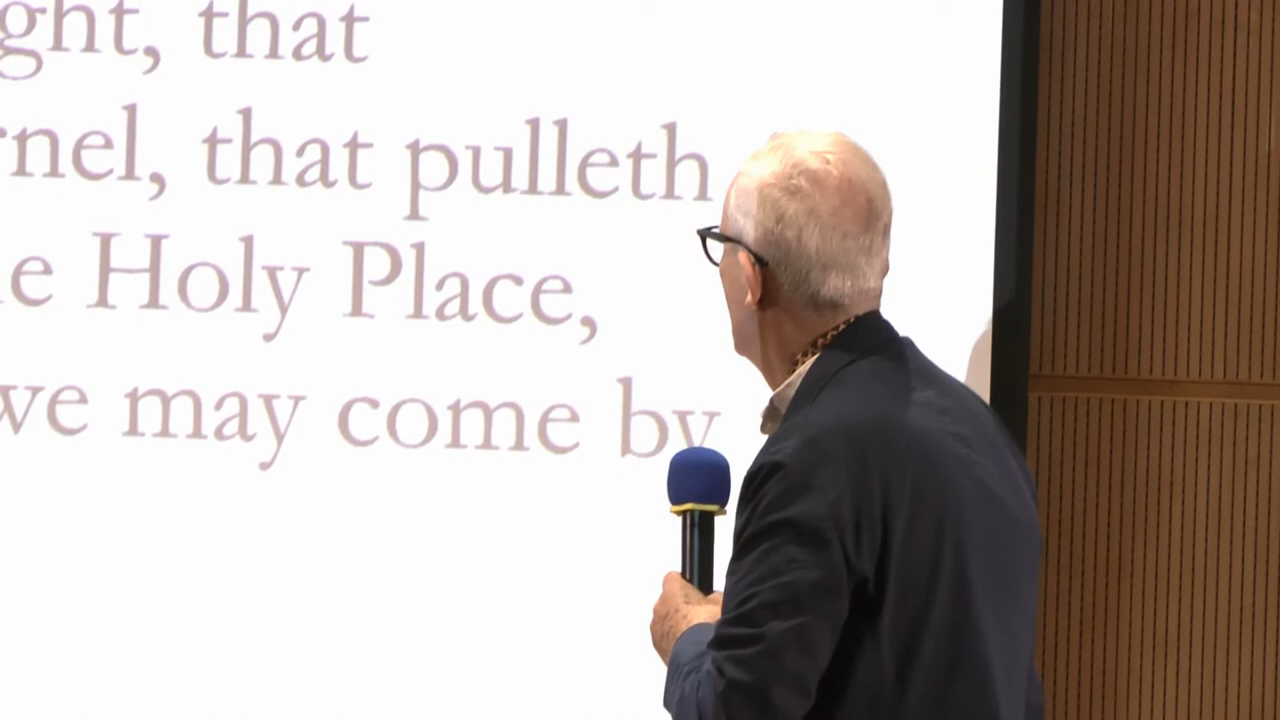 ght, that
rnel, that pulleth
e Holy Place,
we may come by